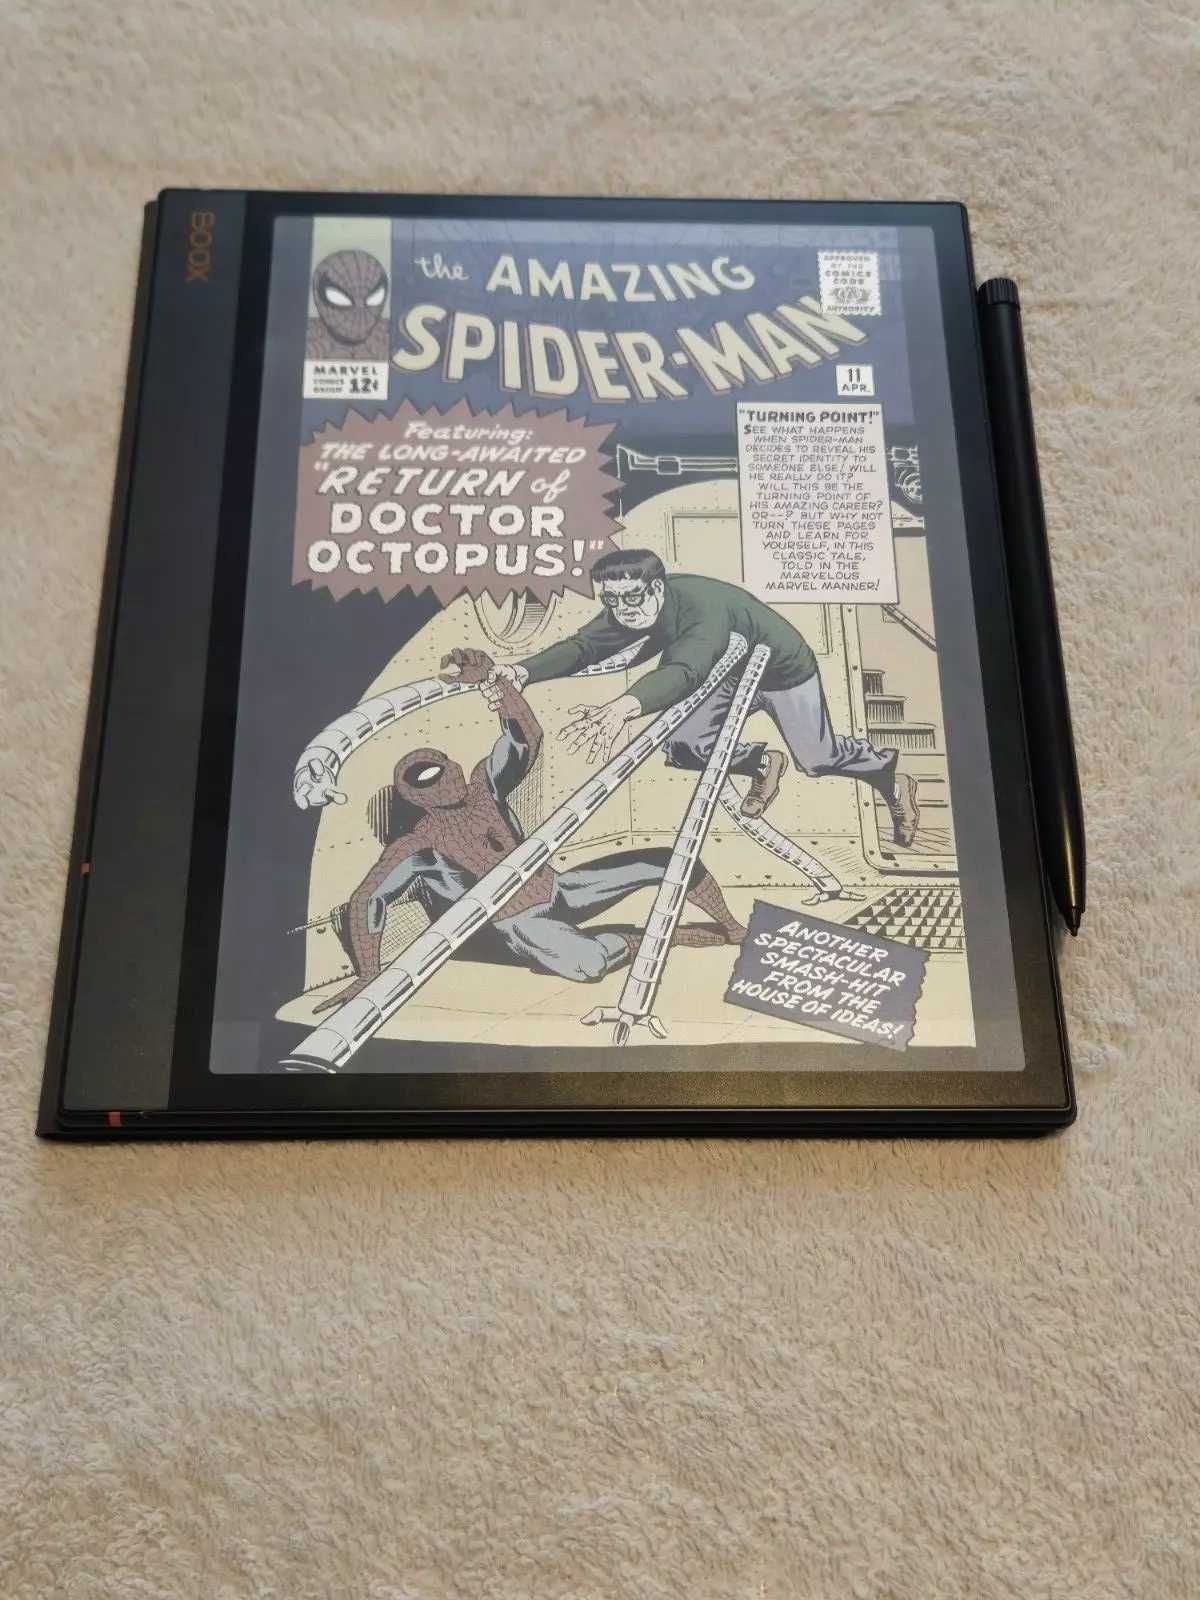 BOOX
the AMAZING
SPIDER-MAN
APPROVED
BY THE
COMICS
CODE
AUTHORITY
MARVEL
COMICS
GROUP
12¢
11
APR.
Featuring:
THE LONG-AWAITED
"RETURN of
DOCTOR
OCTOPUS!"
"TURNING POINT!"
SEE WHAT HAPPENS
WHEN SPIDER-MAN
DECIDES TO REVEAL HIS
SECRET IDENTITY TO
SOMEONE ELSE! WILL
HE REALLY DO IT?
WILL THIS BE THE
TURNING POINT OF
HIS AMAZING CAREER?
OR--? BUT WHY NOT
TURN THESE PAGES
AND LEARN FOR
YOURSELF, IN THIS
CLASSIC TALE,
TOLD IN THE
MARVELOUS
MARVEL MANNER!
ANOTHER
SPECTACULAR
SMASH-HIT
FROM THE
HOUSE OF IDEAS!